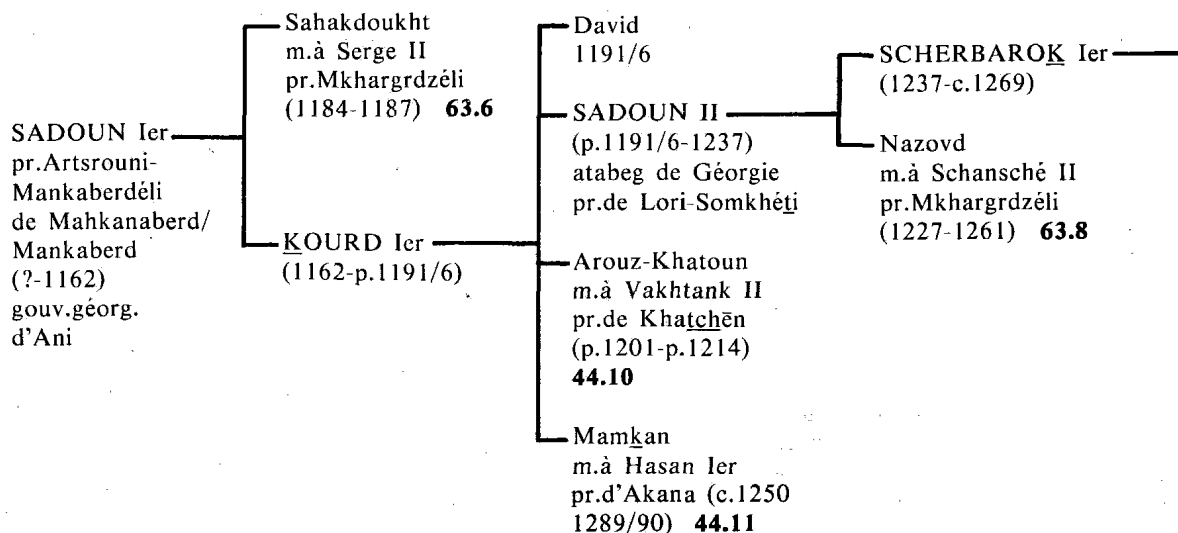 SADOUN Ier
pr.Artsrouni-
Mankaberdéli
de Mahkanaberd/
Mankaberd
(?-1162)
gouv.géorg.
d'Ani
Sahakdoukht
m.à Serge II
pr.Mkhargrdzéli
(1184-1187) 63.6
KOURD Ier
(1162-p.1191/6)
David
1191/6
SADOUN II
(p.1191/6-1237)
atabeg de Géorgie
pr.de Lori-Somkhéti
Arouz-Khatoun
m.à Vakhtank II
pr.de Khatchēn
(p.1201-p.1214)
44.10
Mamkan
m.à Hasan Ier
pr.d'Akana (c.1250
1289/90) 44.11
SCHERBAROK Ier
(1237-c.1269)
Nazovd
m.à Schansché II
pr.Mkhargrdzéli
(1227-1261) 63.8